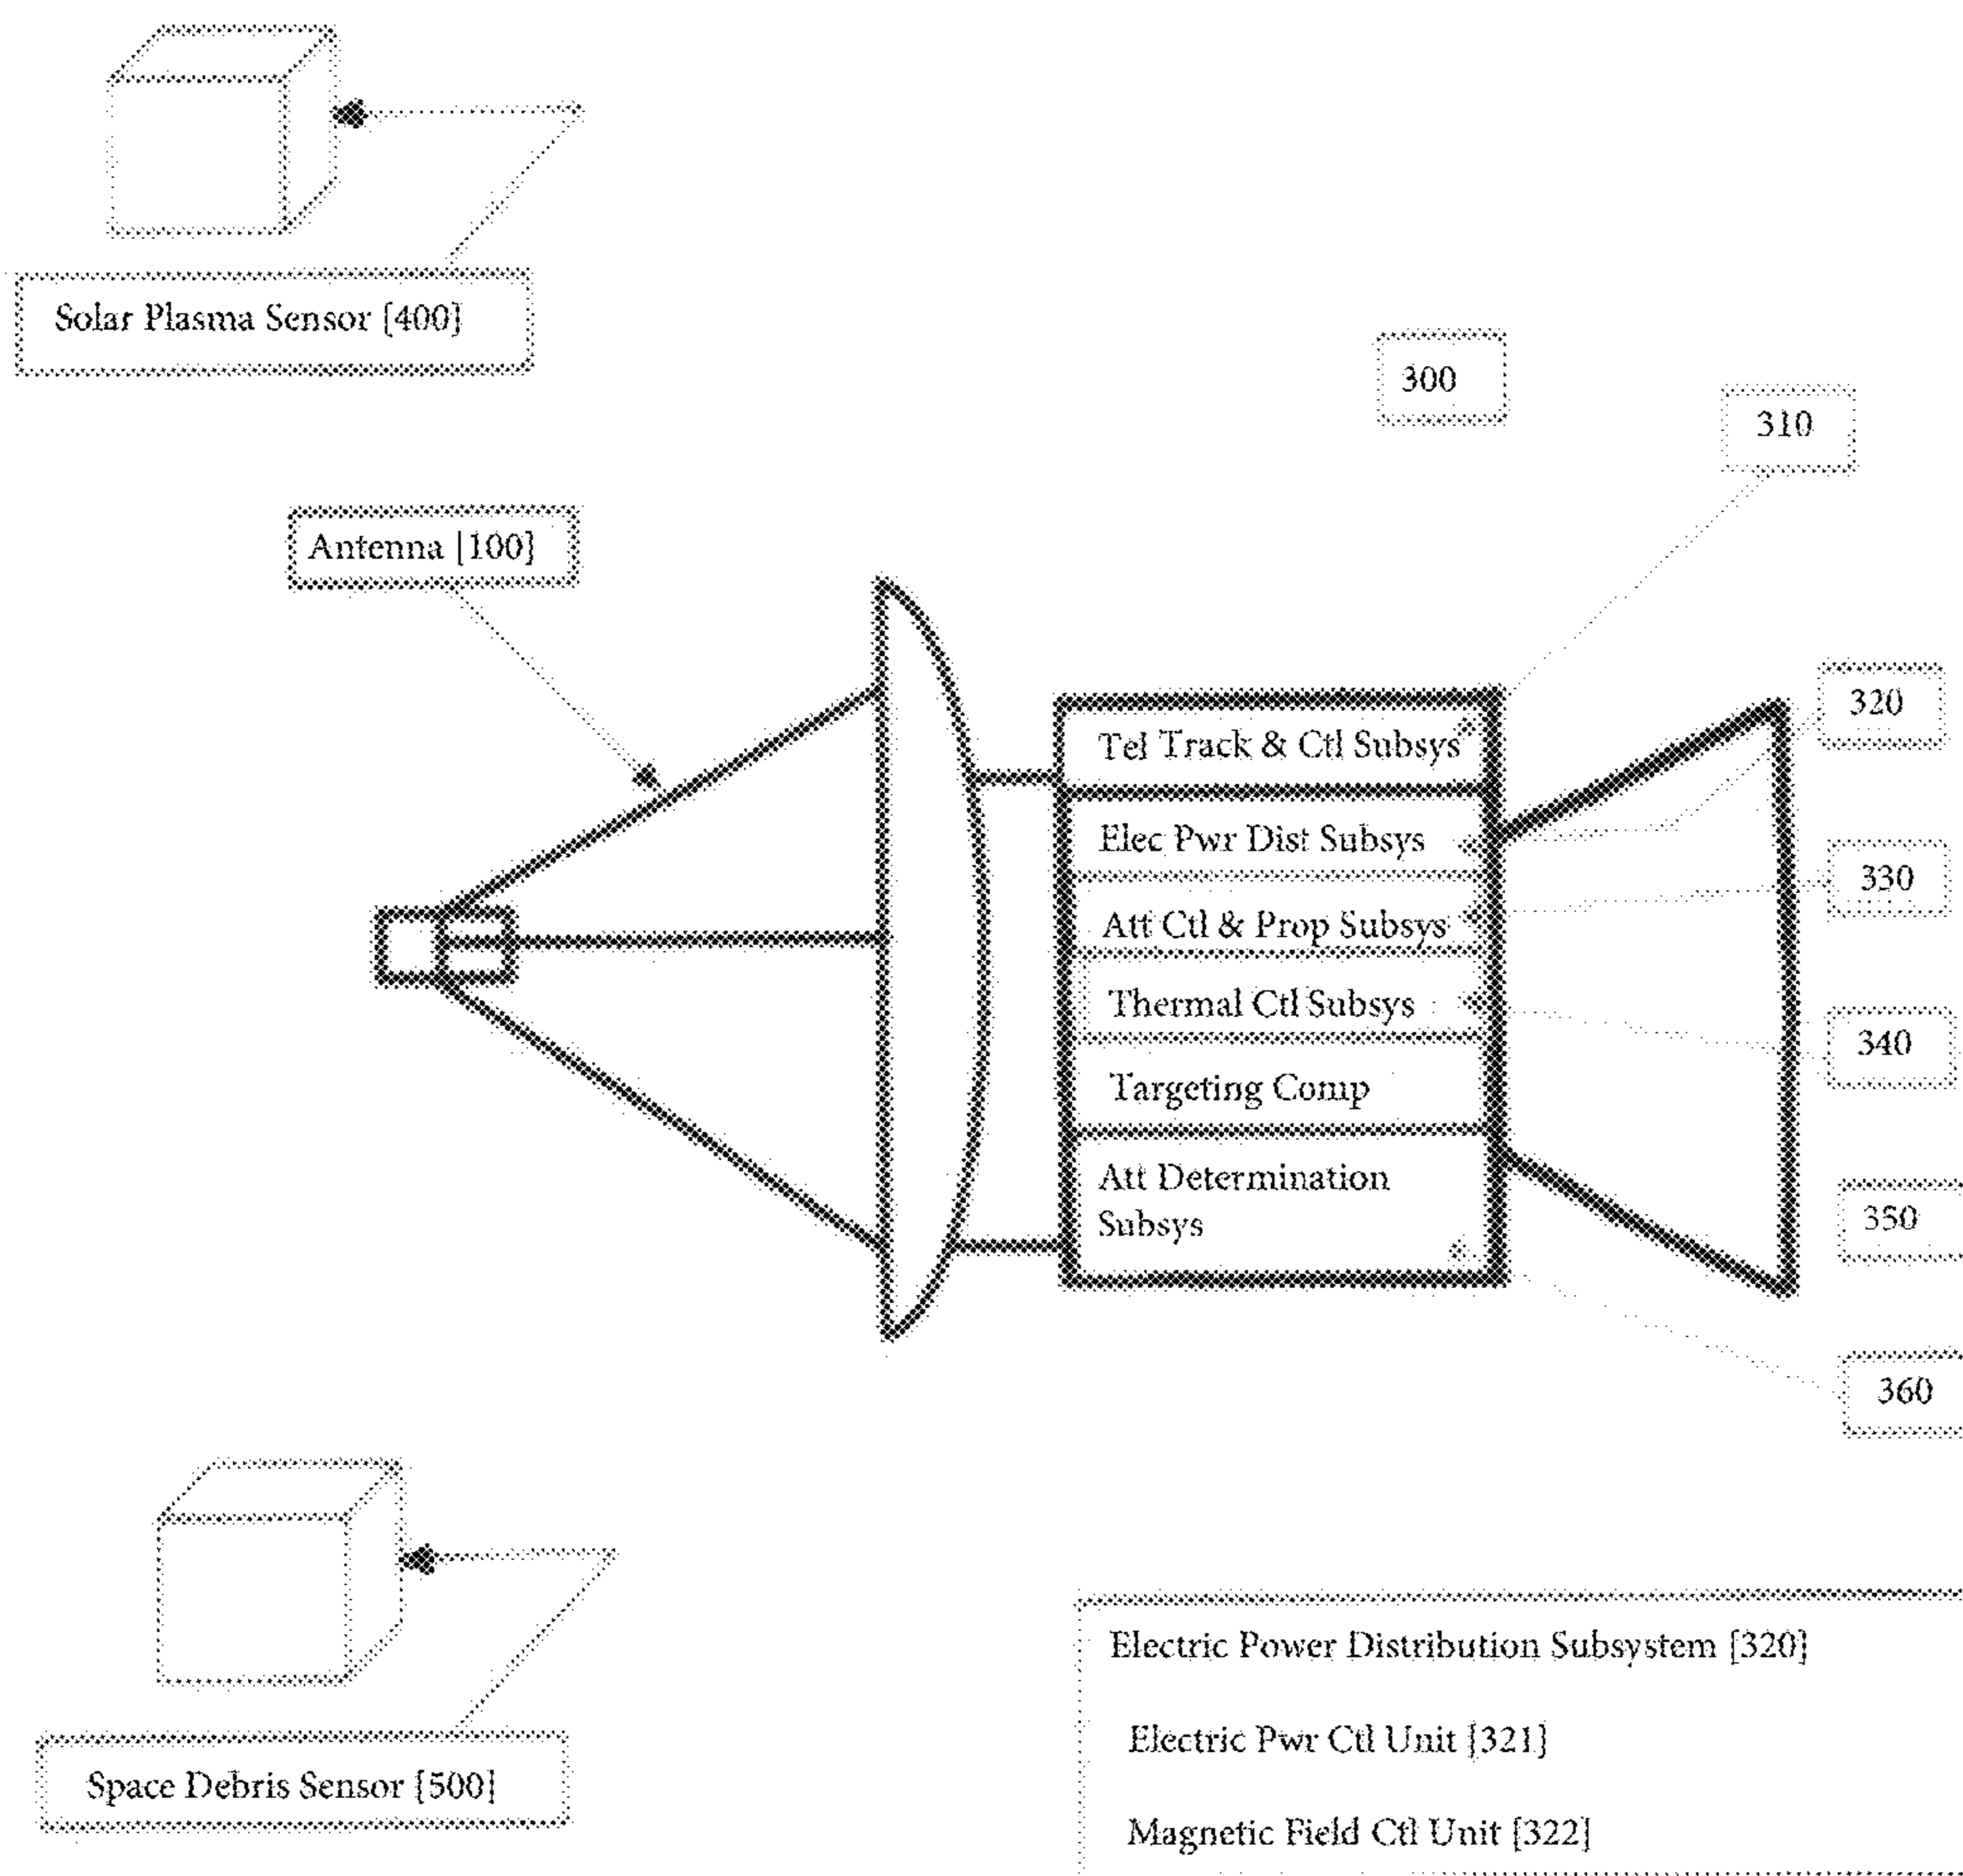 Solar Plasma Sensor [400]
300
310
Antenna [100]
Tel Track & Ctl Subsys
320
Elec Pwr Dist Subsys
330
Att Ctl & Prop Subsys
Thermal Ctl Subsys
340
Targeting Comp
Att Determination
Subsys
350
360
Electric Power Distribution Subsystem [320]
Electric Pwr Ctl Unit [321]
Space Debris Sensor [500]
Magnetic Field Ctl Unit [322]